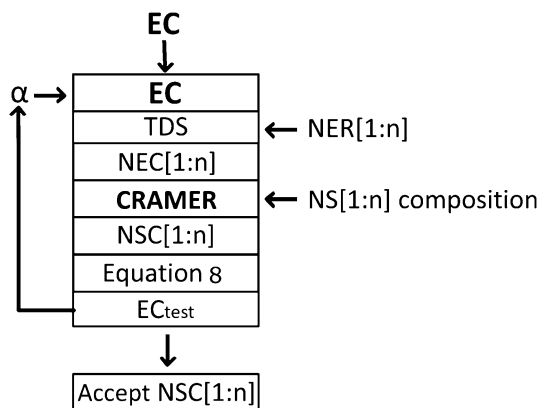 EC
α
EC
TDS
NER[1:n]
NEC[1:n]
CRAMER
NS[1:n] composition
NSC[1:n]
Equation 8
ECtest
Accept NSC[1:n]